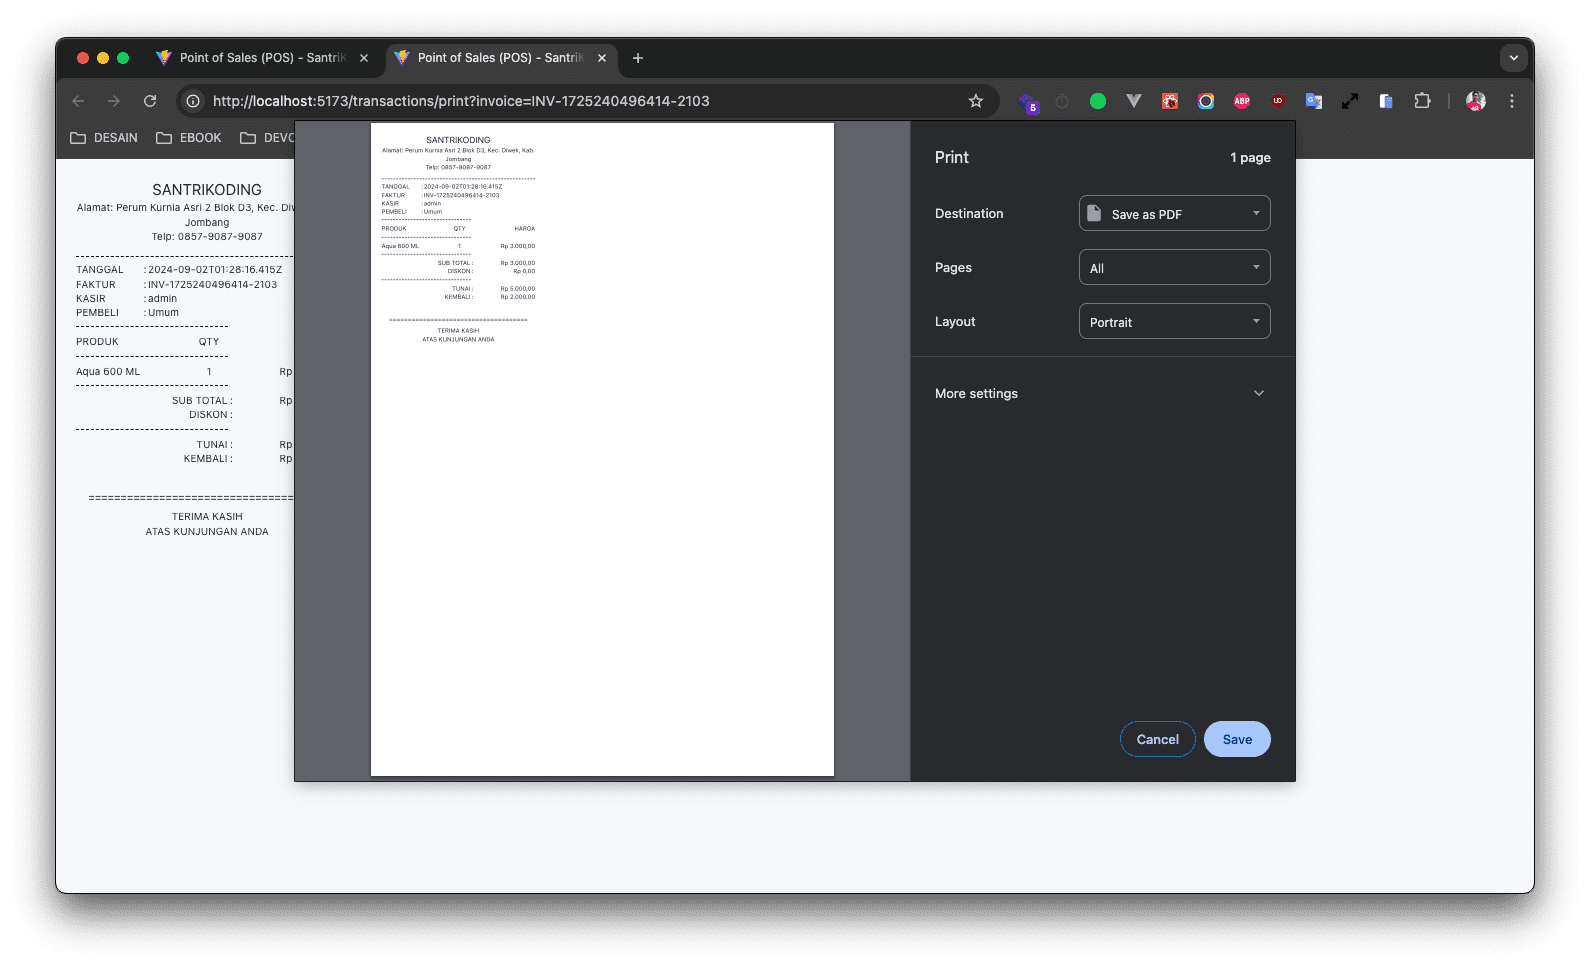 Point of Sales (POS) - Santri
Point of Sales (POS) - Santri
http://localhost:5173/transactions/print?invoice=INV-1725240496414-2103
5
ABP
DESAIN
EBOOK
DEVO
SANTRIKODING
Alamat: Perum Kurnia Asri 2 Blok D3, Kec. Di
Jombang
Telp: 0857-9087-9087
--------------------------------
TANGGAL : 2024-09-02T01:28:16.415Z
FAKTUR : INV-1725240496414-2103
KASIR : admin
PEMBELI : Umum
--------------------------------
PRODUK QTY
--------------------------------
Aqua 600 ML 1 Rp
--------------------------------
SUB TOTAL : Rp
DISKON :
--------------------------------
TUNAI : Rp
KEMBALI : Rp
================================
TERIMA KASIH
ATAS KUNJUNGAN ANDA
SANTRIKODING
Alamat: Perum Kurnia Asri 2 Blok D3, Kec. Diwek, Kab.
Jombang
Telp: 0857-9087-9087
--------------------------------
TANGGAL : 2024-09-02T01:28:16.415Z
FAKTUR : INV-1725240496414-2103
KASIR : admin
PEMBELI : Umum
--------------------------------
PRODUK QTY HARGA
--------------------------------
Aqua 600 ML 1 Rp 3.000,00
--------------------------------
SUB TOTAL : Rp 3.000,00
DISKON : Rp 0,00
--------------------------------
TUNAI : Rp 5.000,00
KEMBALI : Rp 2.000,00
================================
TERIMA KASIH
ATAS KUNJUNGAN ANDA
Print 1 page
Destination Save as PDF
Pages All
Layout Portrait
More settings
Cancel Save